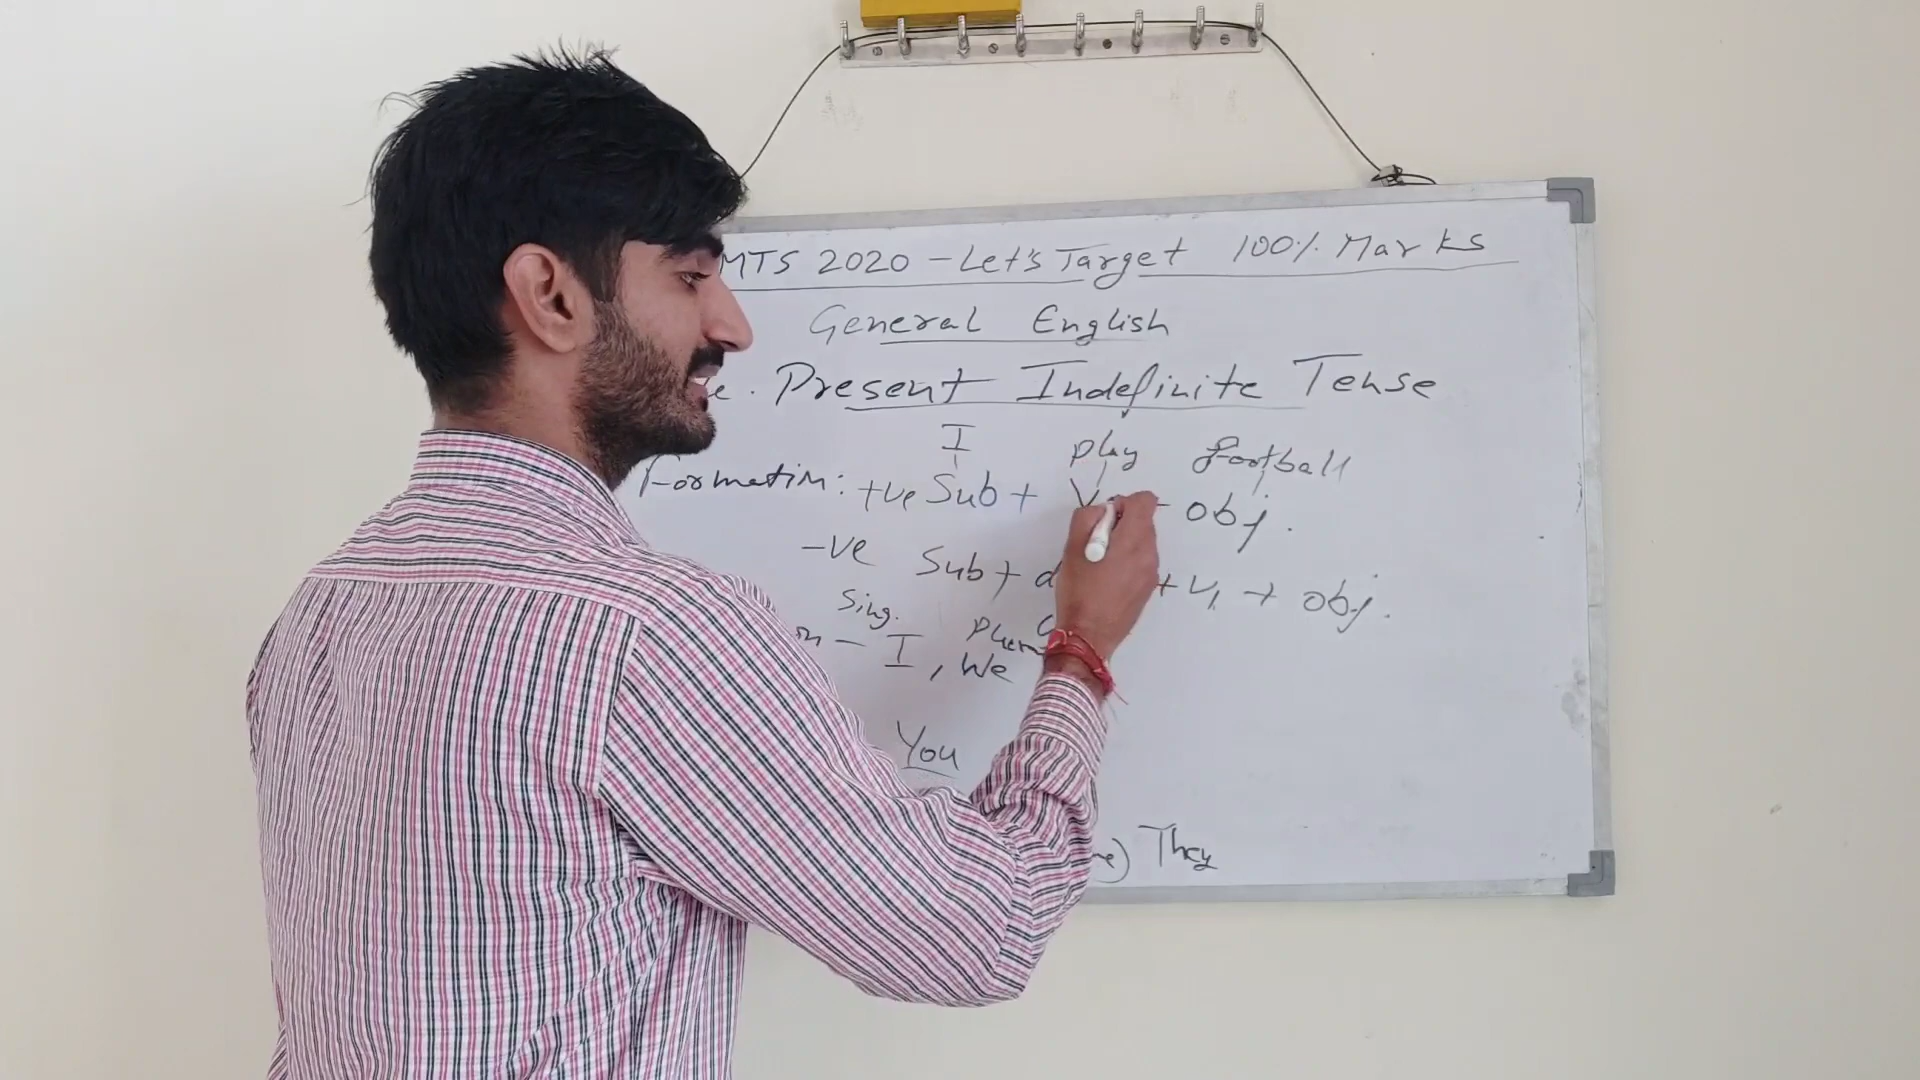 MTS 2020 - Let's Target 100% Marks
General English
e. Present Indefinite Tense
I play football
Formation: +ve Sub + V - obj.
-ve Sub + d + V1 + obj.
Sing.
- I, We
You
They